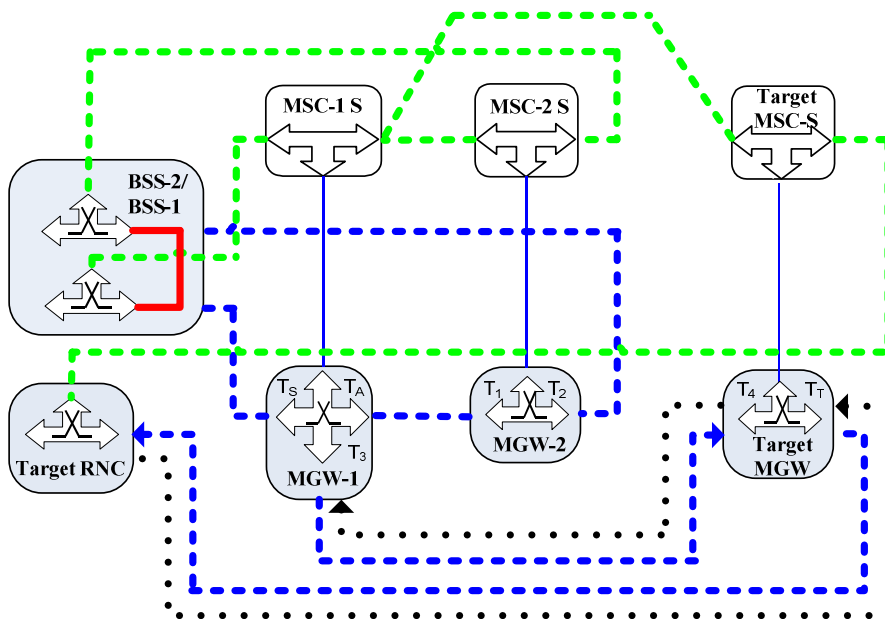 MSC-1 S
MSC-2 S
Target
MSC-S
BSS-2/
BSS-1
TS
TA
T3
MGW-1
T1
T2
MGW-2
T4
TT
Target
MGW
Target RNC